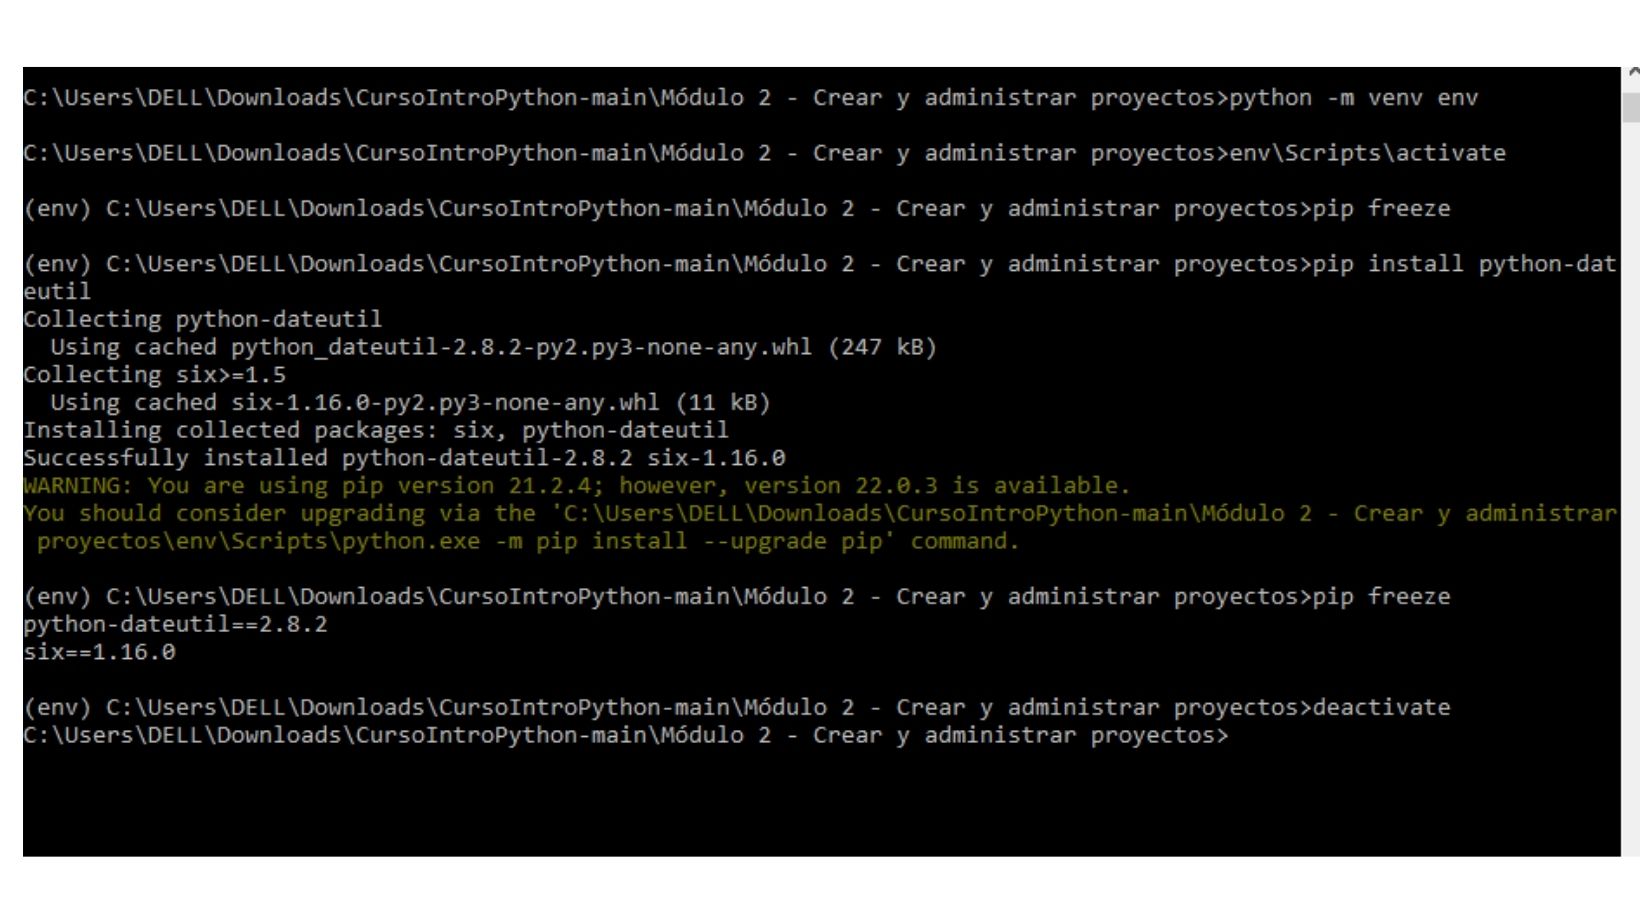 C:\Users\DELL\Downloads\CursoIntroPython-main\Módulo 2 - Crear y administrar proyectos>python -m venv env
C:\Users\DELL\Downloads\CursoIntroPython-main\Módulo 2 - Crear y administrar proyectos>env\Scripts\activate
(env) C:\Users\DELL\Downloads\CursoIntroPython-main\Módulo 2 - Crear y administrar proyectos>pip freeze
(env) C:\Users\DELL\Downloads\CursoIntroPython-main\Módulo 2 - Crear y administrar proyectos>pip install python-dat
eutil
Collecting python-dateutil
  Using cached python_dateutil-2.8.2-py2.py3-none-any.whl (247 kB)
Collecting six>=1.5
  Using cached six-1.16.0-py2.py3-none-any.whl (11 kB)
Installing collected packages: six, python-dateutil
Successfully installed python-dateutil-2.8.2 six-1.16.0
WARNING: You are using pip version 21.2.4; however, version 22.0.3 is available.
You should consider upgrading via the 'C:\Users\DELL\Downloads\CursoIntroPython-main\Módulo 2 - Crear y administrar
 proyectos\env\Scripts\python.exe -m pip install --upgrade pip' command.
(env) C:\Users\DELL\Downloads\CursoIntroPython-main\Módulo 2 - Crear y administrar proyectos>pip freeze
python-dateutil==2.8.2
six==1.16.0
(env) C:\Users\DELL\Downloads\CursoIntroPython-main\Módulo 2 - Crear y administrar proyectos>deactivate
C:\Users\DELL\Downloads\CursoIntroPython-main\Módulo 2 - Crear y administrar proyectos>